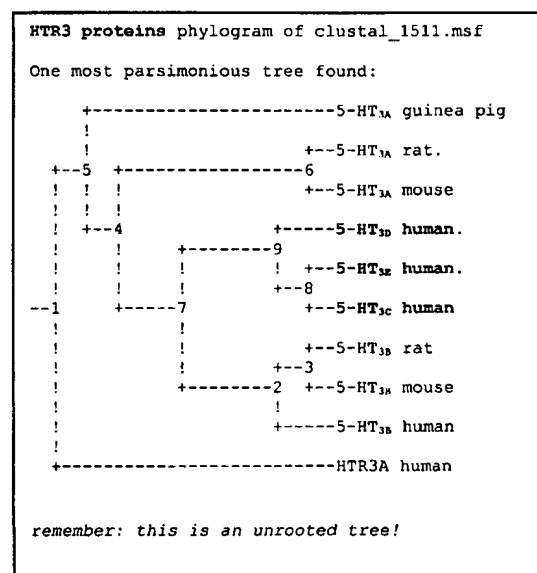 HTR3 proteins phylogram of clustal_1511.msf
One most parsimonious tree found:
+-----------------------5-HT3A guinea pig
!
! +--5-HT3A rat.
+--5 +------------------6
! ! ! +--5-HT3A mouse
! ! !
! +--4 +-----5-HT3D human.
! ! +--------9
! ! ! ! +--5-HT3E human.
! ! ! +--8
--1 +-----7 +--5-HT3C human
! !
! ! +--5-HT3B rat
! ! +--3
! +--------2 +--5-HT3B mouse
! !
! +-----5-HT3B human
!
+--------------------------HTR3A human
remember: this is an unrooted tree!